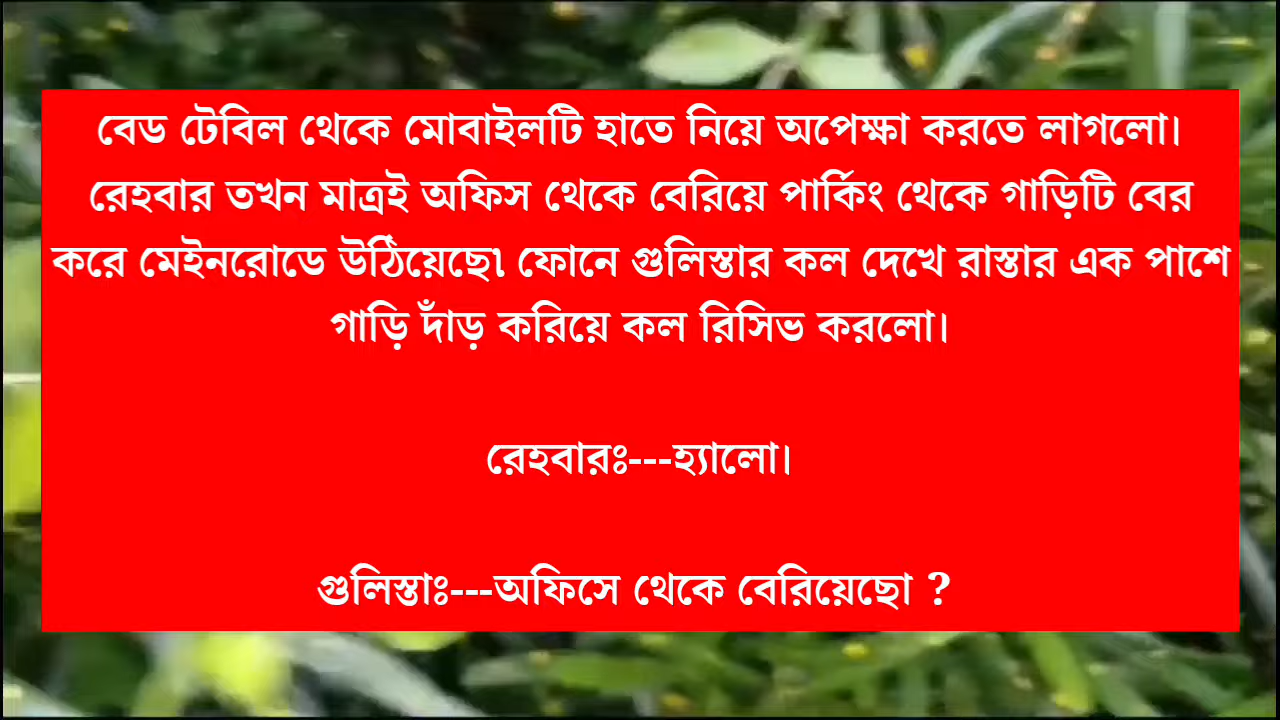 বেড টেবিল থেকে মোবাইলটি হাতে নিয়ে অপেক্ষা করতে লাগলো।
রেহবার তখন মাত্রই অফিস থেকে বেরিয়ে পার্কিং থেকে গাড়িটি বের
করে মেইনরোডে উঠিয়েছে৷ ফোনে গুলিস্তার কল দেখে রাস্তার এক পাশে
গাড়ি দাঁড় করিয়ে কল রিসিভ করলো।
রেহবারঃ---হ্যালো।
গুলিস্তাঃ---অফিসে থেকে বেরিয়েছো ?